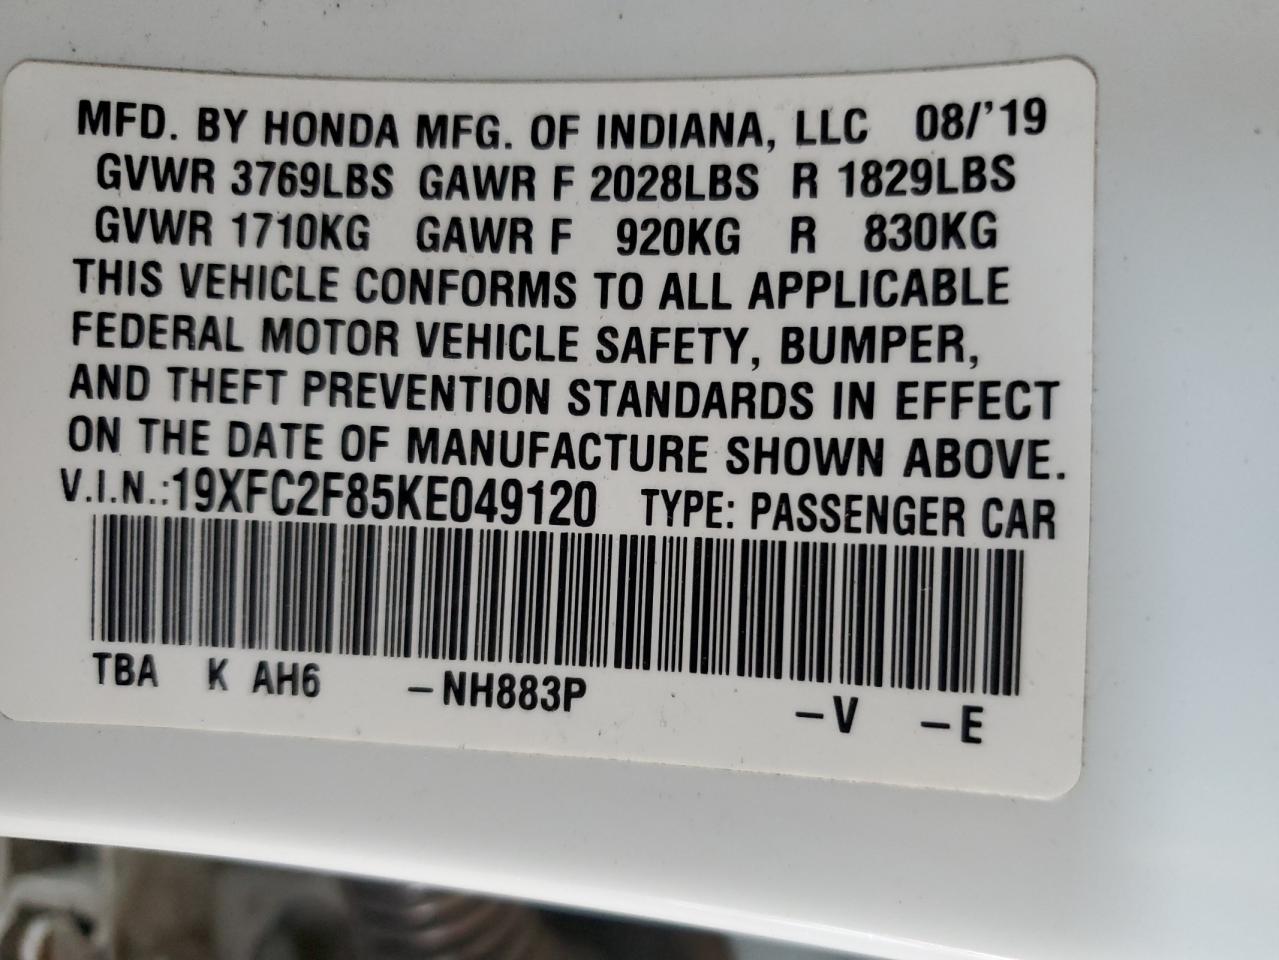 MFD. BY HONDA MFG. OF INDIANA, LLC 08/'19
GVWR 3769LBS GAWR F 2028LBS R 1829LBS
GVWR 1710KG GAWR F 920KG R 830KG
THIS VEHICLE CONFORMS TO ALL APPLICABLE
FEDERAL MOTOR VEHICLE SAFETY, BUMPER,
AND THEFT PREVENTION STANDARDS IN EFFECT
ON THE DATE OF MANUFACTURE SHOWN ABOVE.
V.I.N.:19XFC2F85KE049120 TYPE: PASSENGER CAR
TBA K AH6 –NH883P –V –E